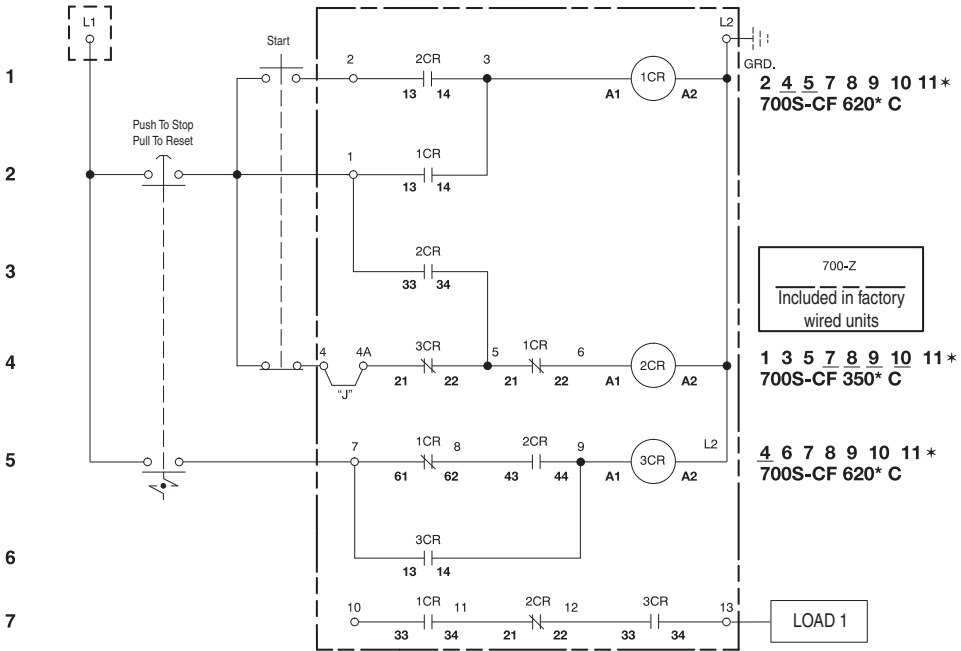 L1
L2
GRD.
Start
1
2
2CR
13 14
3
1CR
A1 A2
2 4 5 7 8 9 10 11*
700S-CF 620* C
Push To Stop
Pull To Reset
2
1
1CR
13 14
3
2CR
33 34
700-Z
Included in factory
wired units
4
4 4A
"J"
3CR
21 22
5
1CR
21 22
6
2CR
A1 A2
1 3 5 7 8 9 10 11*
700S-CF 350* C
5
7
1CR
61 62
8
2CR
43 44
9
3CR
A1 A2
L2
4 6 7 8 9 10 11*
700S-CF 620* C
6
3CR
13 14
7
10
1CR
33 34
11
2CR
21 22
12
3CR
33 34
13
LOAD 1